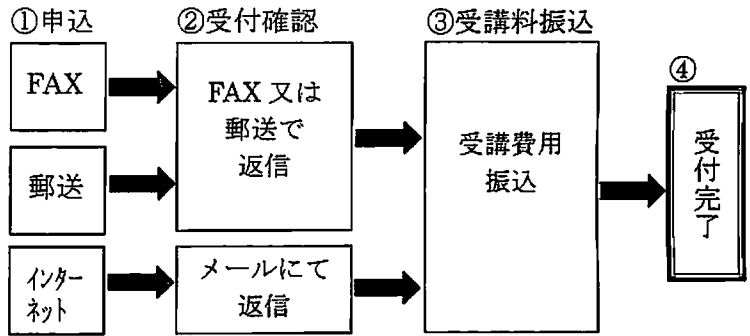 ①申込
②受付確認
③受講料振込
④
FAX
FAX 又は
郵送で
返信
郵送
受講費用
振込
受付完了
インター
ネット
メールにて
返信